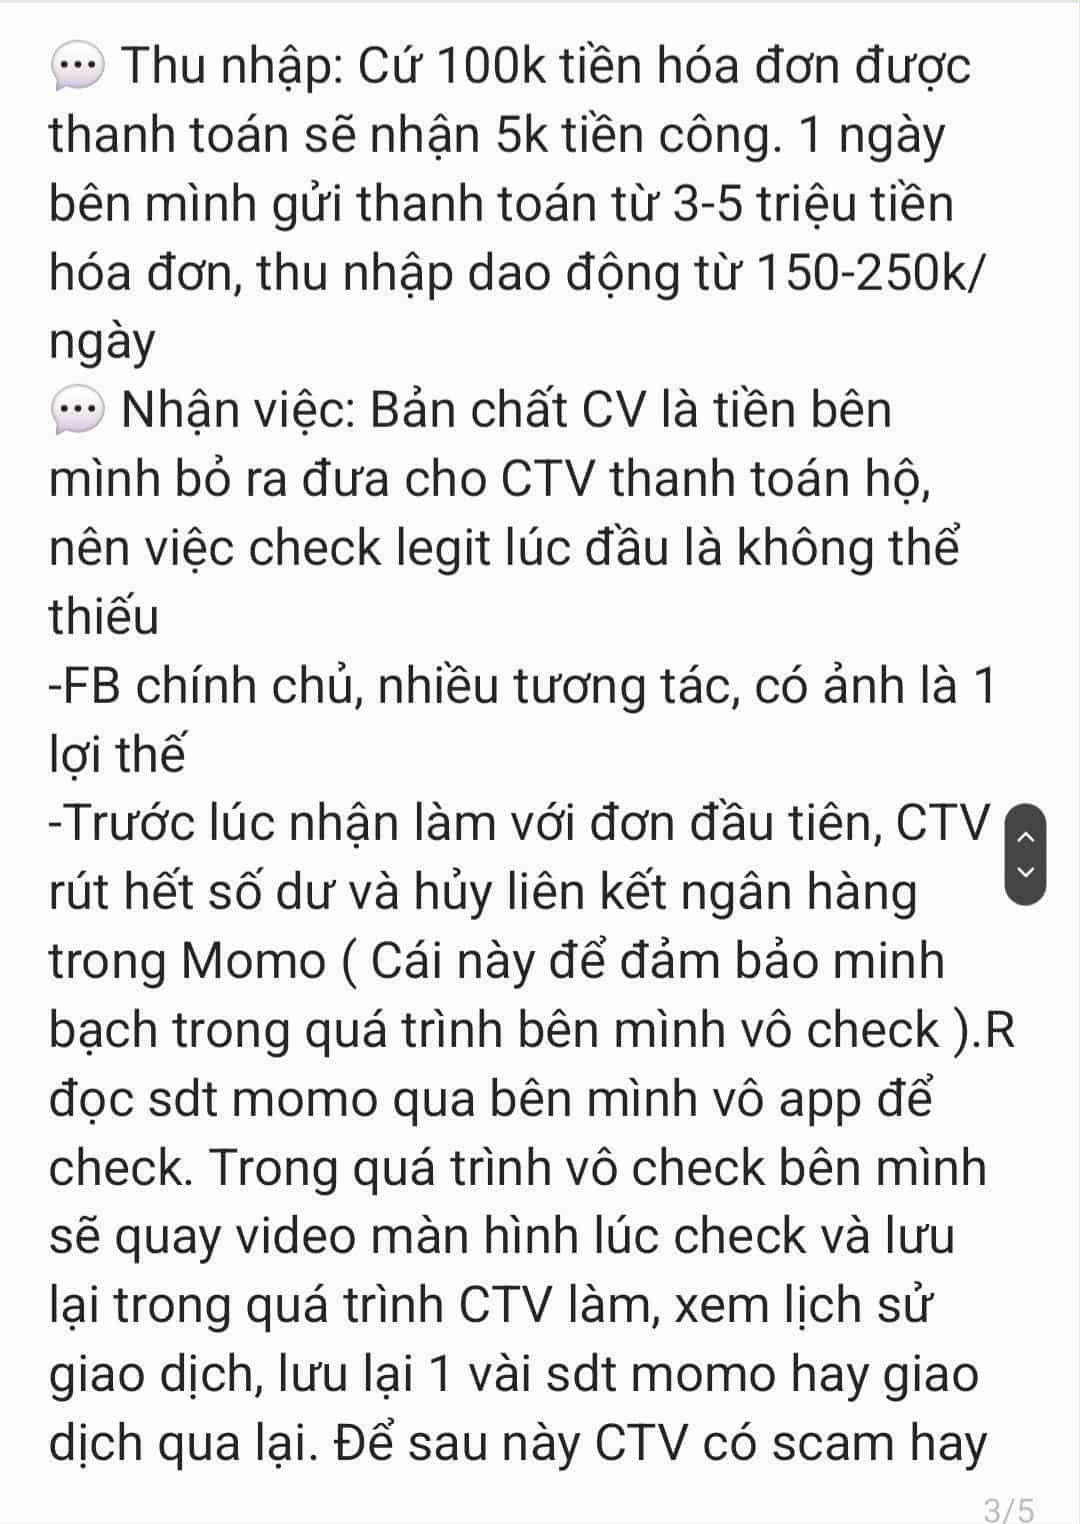 💬 Thu nhập: Cứ 100k tiền hóa đơn được
thanh toán sẽ nhận 5k tiền công. 1 ngày
bên mình gửi thanh toán từ 3-5 triệu tiền
hóa đơn, thu nhập dao động từ 150-250k/
ngày
💬 Nhận việc: Bản chất CV là tiền bên
mình bỏ ra đưa cho CTV thanh toán hộ,
nên việc check legit lúc đầu là không thể
thiếu
-FB chính chủ, nhiều tương tác, có ảnh là 1
lợi thế
-Trước lúc nhận làm với đơn đầu tiên, CTV
rút hết số dư và hủy liên kết ngân hàng
trong Momo ( Cái này để đảm bảo minh
bạch trong quá trình bên mình vô check ).R
đọc sdt momo qua bên mình vô app để
check. Trong quá trình vô check bên mình
sẽ quay video màn hình lúc check và lưu
lại trong quá trình CTV làm, xem lịch sử
giao dịch, lưu lại 1 vài sdt momo hay giao
dịch qua lại. Để sau này CTV có scam hay
3/5